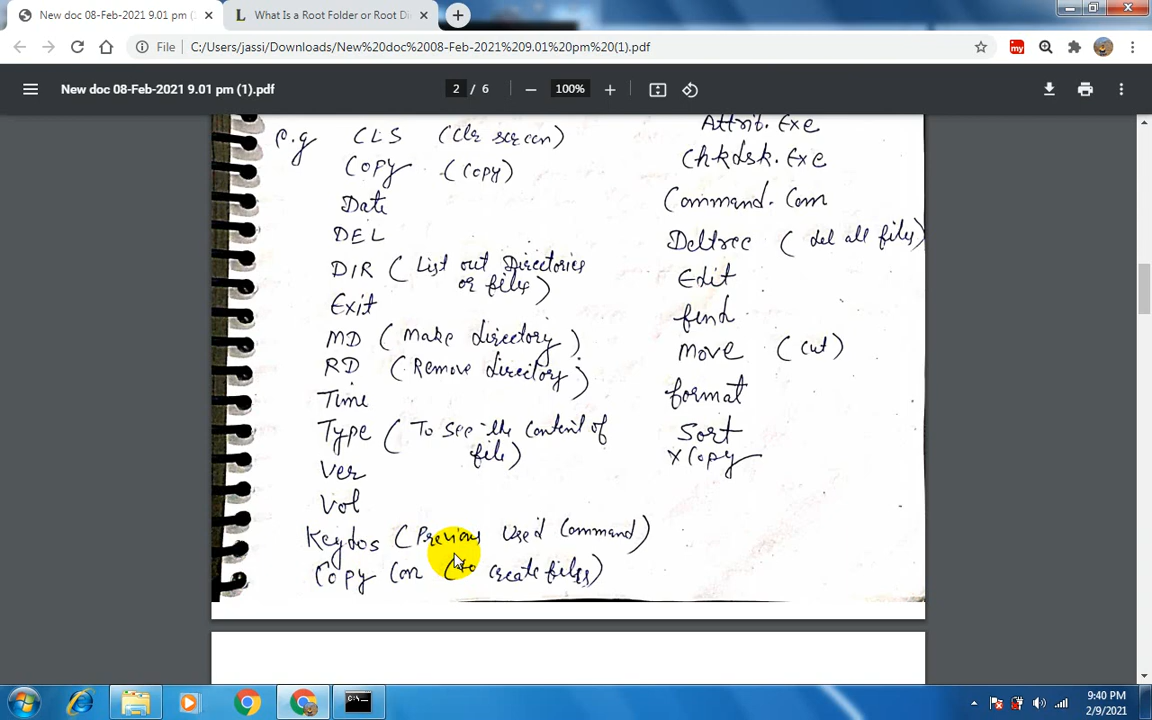 New doc 08-Feb-2021 9.01 pm (
What Is a Root Folder or Root Di
File
C:/Users/jassi/Downloads/New%20doc%2008-Feb-2021%209.01%20pm%20(1).pdf
my
New doc 08-Feb-2021 9.01 pm (1).pdf
2 / 6
100%
e.g CLS (Clr screen)
COPY (Copy)
Date
DEL
DIR (List out Directories
or files)
Exit
MD (Make directory)
RD (Remove directory)
Time
Type (To see the content of
file)
Ver
Vol
Keydos (Previous Used Command)
Copy Con (to create files)
Attrib.Exe
Chkdsk.Exe
Command.Com
Deltree (del all files)
Edit
find
Move (cut)
format
Sort
XCopy
9:40 PM
2/9/2021